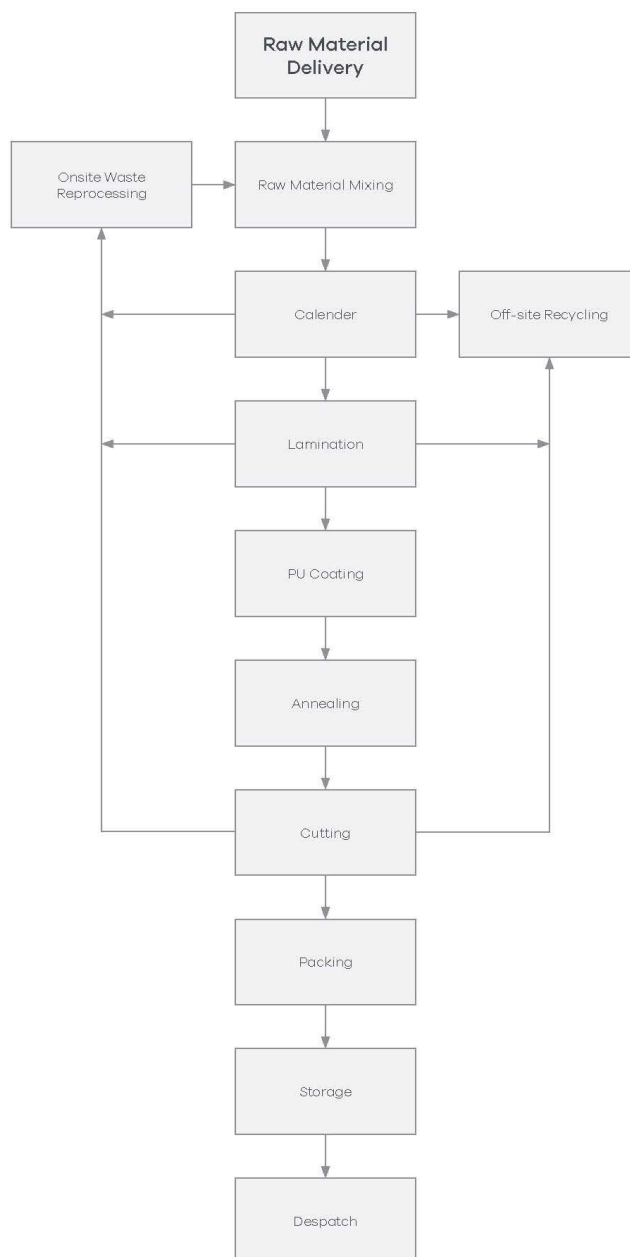 Raw Material
Delivery
Onsite Waste
Reprocessing
Raw Material Mixing
Calender
Off-site Recycling
Lamination
PU Coating
Annealing
Cutting
Packing
Storage
Despatch